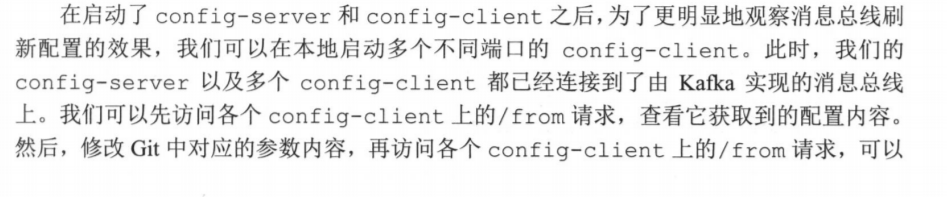 在启动了 config-server 和 config-client 之后,为了更明显地观察消息总线刷
新配置的效果，我们可以在本地启动多个不同端口的 config-client。此时，我们的
config-server 以及多个 config-client 都已经连接到了由 Kafka 实现的消息总线
上。我们可以先访问各个 config-client 上的/from 请求，查看它获取到的配置内容。
然后，修改 Git 中对应的参数内容，再访问各个 config-client 上的/from 请求，可以